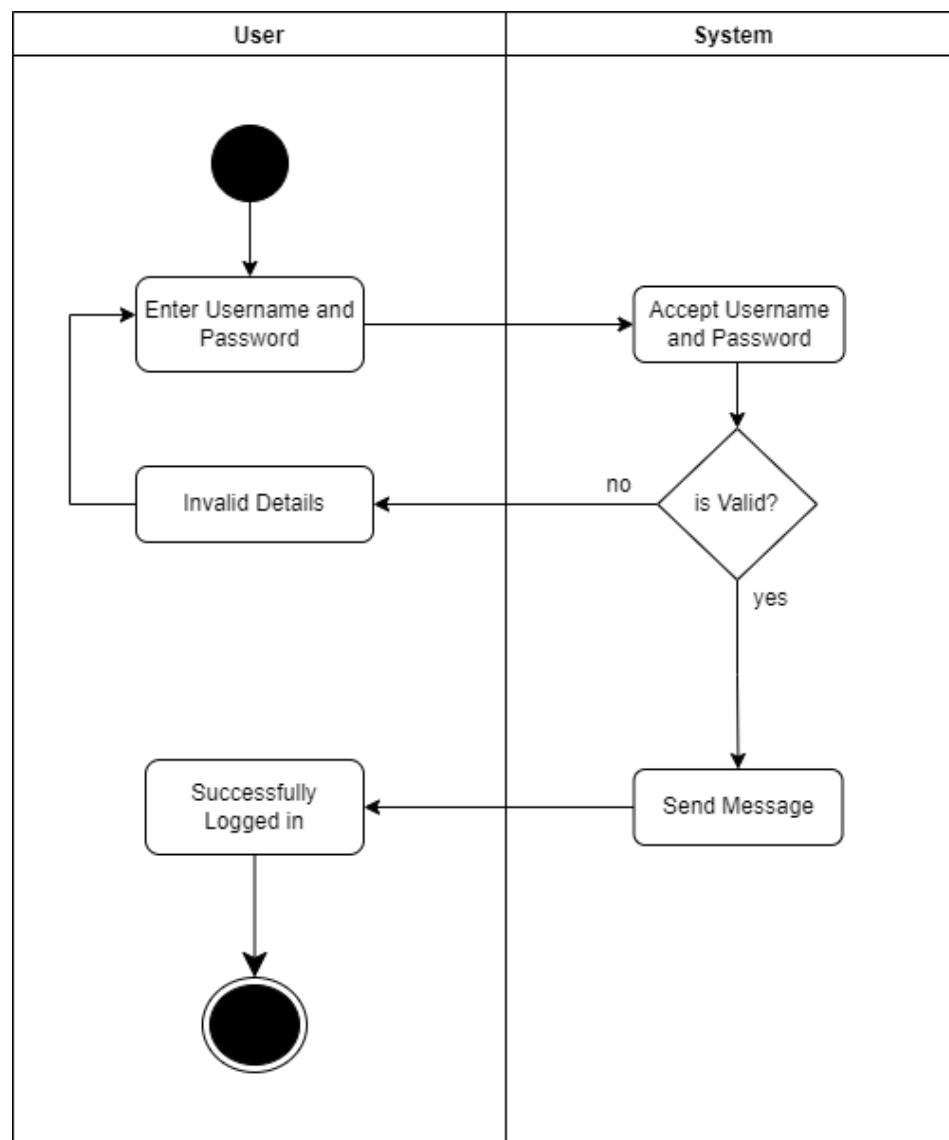 User
System
Enter Username and
Password
Accept Username
and Password
Invalid Details
no
is Valid?
yes
Successfully
Logged in
Send Message